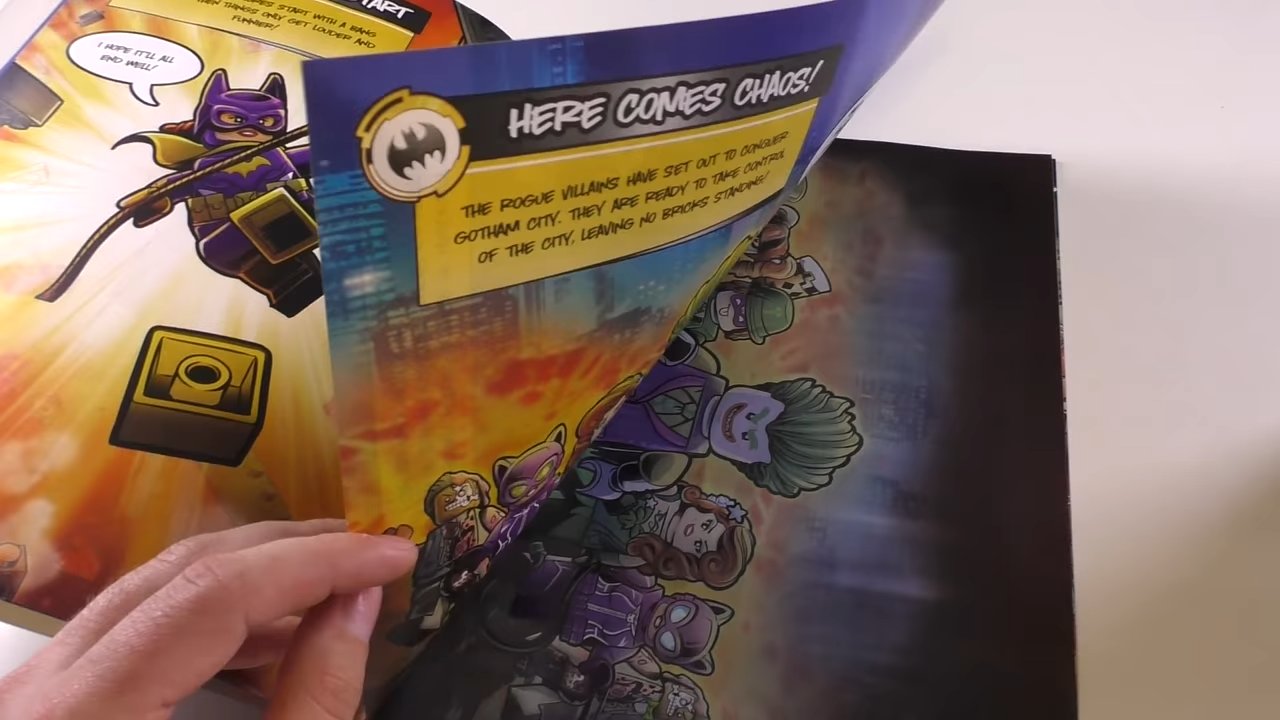 START
START WITH A BANG
THEN THINGS ONLY GET LOUDER AND
FUNNIER!
I HOPE IT'LL ALL
END WELL!
HERE COMES CHAOS!
THE ROGUE VILLAINS HAVE SET OUT TO CONQUER
GOTHAM CITY. THEY ARE READY TO TAKE CONTROL
OF THE CITY, LEAVING NO BRICKS STANDING!